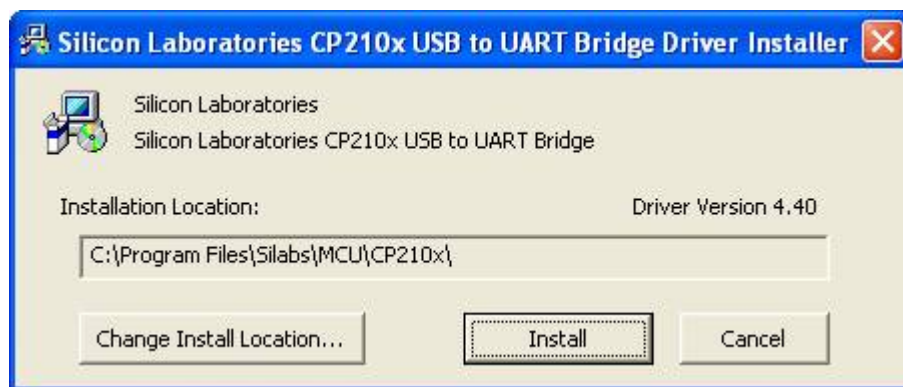 Silicon Laboratories CP210x USB to UART Bridge Driver Installer
Silicon Laboratories
Silicon Laboratories CP210x USB to UART Bridge
Installation Location: Driver Version 4.40
C:\Program Files\Silabs\MCU\CP210x\
Change Install Location... Install Cancel